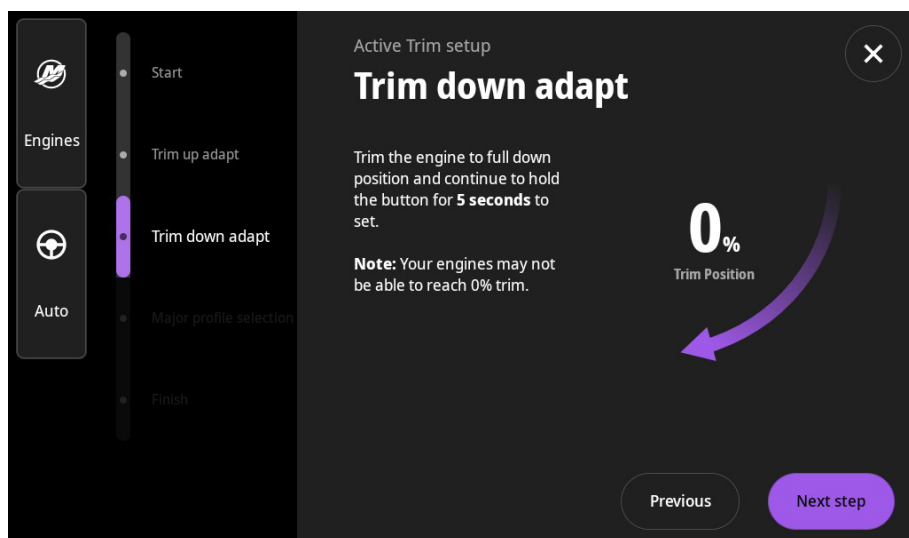 Engines
Auto
Start
Trim up adapt
Trim down adapt
Major profile selection
Finish
Active Trim setup
Trim down adapt
Trim the engine to full down
position and continue to hold
the button for 5 seconds to
set.
Note: Your engines may not
be able to reach 0% trim.
0%
Trim Position
Previous
Next step